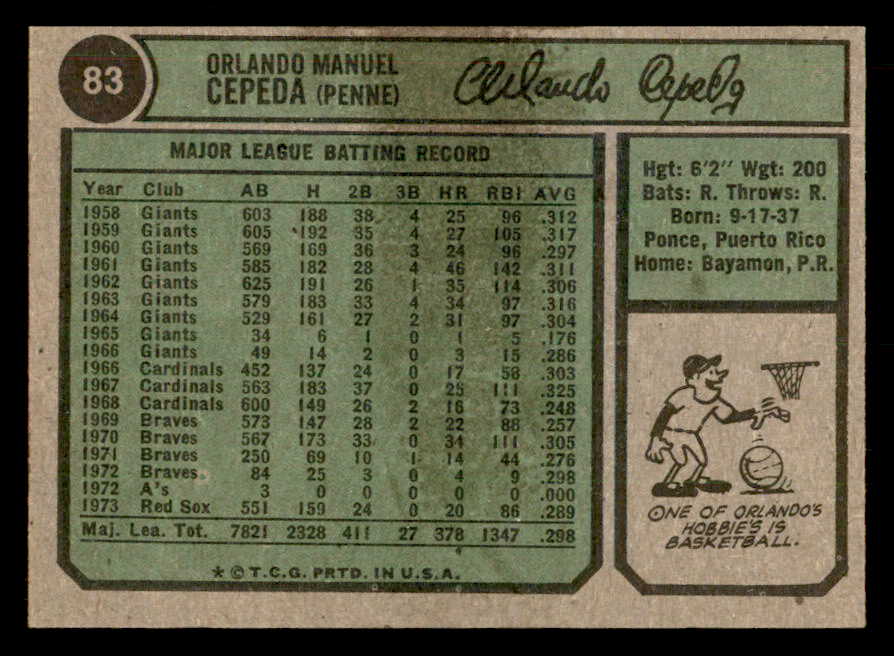 83
ORLANDO MANUEL
CEPEDA (PENNE)
Orlando Cepeda
MAJOR LEAGUE BATTING RECORD
Year Club AB H 2B 3B HR RBI AVG
1958 Giants 603 188 38 4 25 96 .312
1959 Giants 605 192 35 4 27 105 .317
1960 Giants 569 169 36 3 24 96 .297
1961 Giants 585 182 28 4 46 142 .311
1962 Giants 625 191 26 1 35 114 .306
1963 Giants 579 183 33 4 34 97 .316
1964 Giants 529 161 27 2 31 97 .304
1965 Giants 34 6 1 0 1 5 .176
1966 Giants 49 14 2 0 3 15 .286
1966 Cardinals 452 137 24 0 17 58 .303
1967 Cardinals 563 183 37 0 25 111 .325
1968 Cardinals 600 149 26 2 16 73 .248
1969 Braves 573 147 28 2 22 88 .257
1970 Braves 567 173 33 0 34 111 .305
1971 Braves 250 69 10 1 14 44 .276
1972 Braves 84 25 3 0 4 9 .298
1972 A's 3 0 0 0 0 0 .000
1973 Red Sox 551 159 24 0 20 86 .289
Maj. Lea. Tot. 7821 2328 411 27 378 1347 .298
* © T.C.G. PRTD. IN U.S.A.
Hgt: 6'2" Wgt: 200
Bats: R. Throws: R.
Born: 9-17-37
Ponce, Puerto Rico
Home: Bayamon, P.R.
ONE OF ORLANDO'S
HOBBIE'S IS
BASKETBALL.